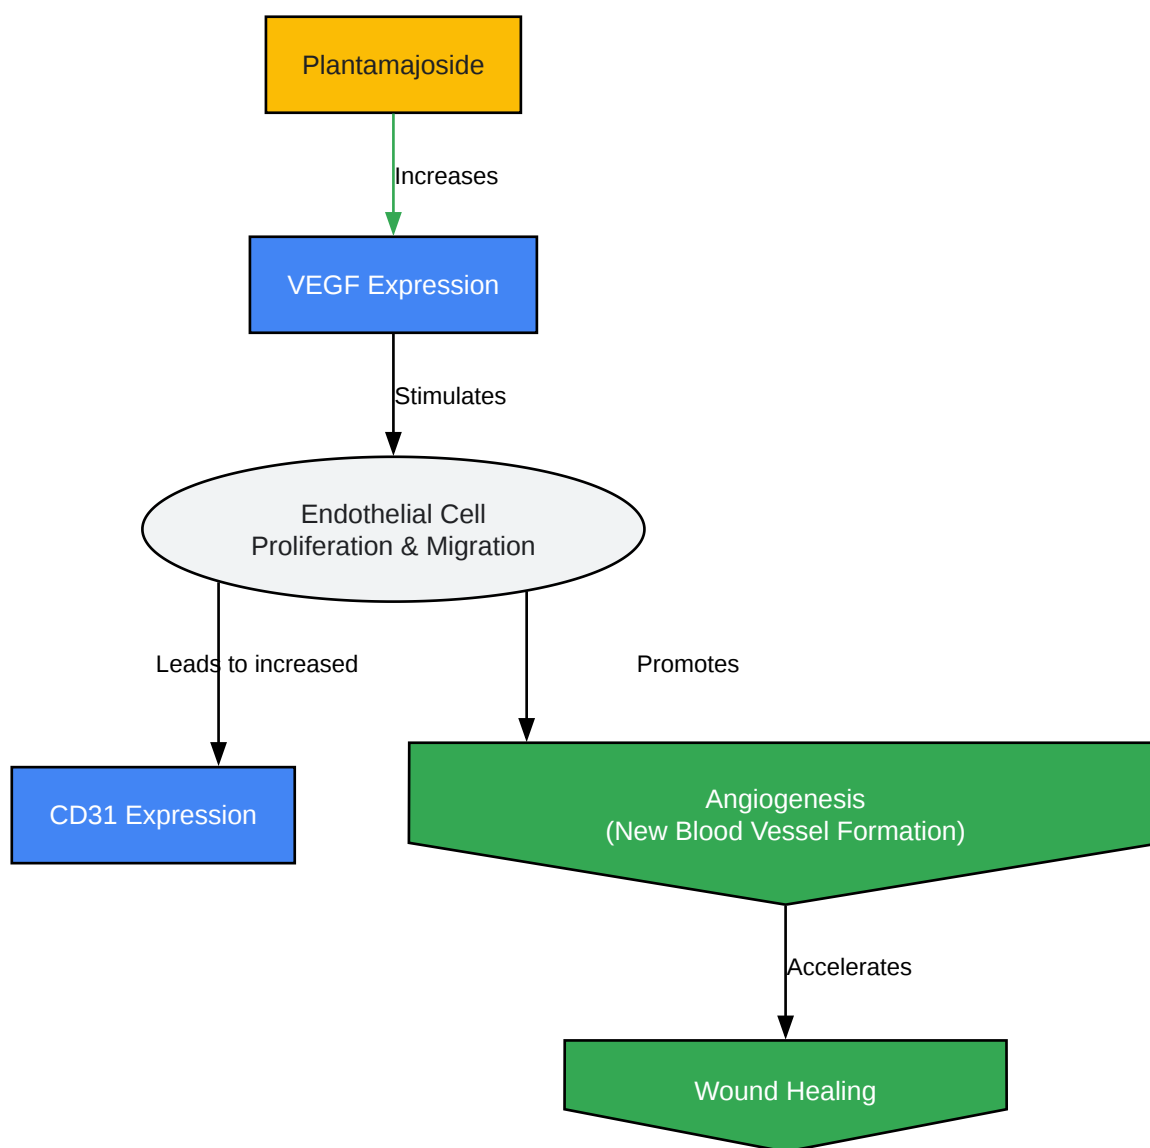 Plantamajoside
Increases
VEGF Expression
Stimulates
Endothelial Cell
Proliferation & Migration
Leads to increased
Promotes
CD31 Expression
Angiogenesis
(New Blood Vessel Formation)
Accelerates
Wound Healing